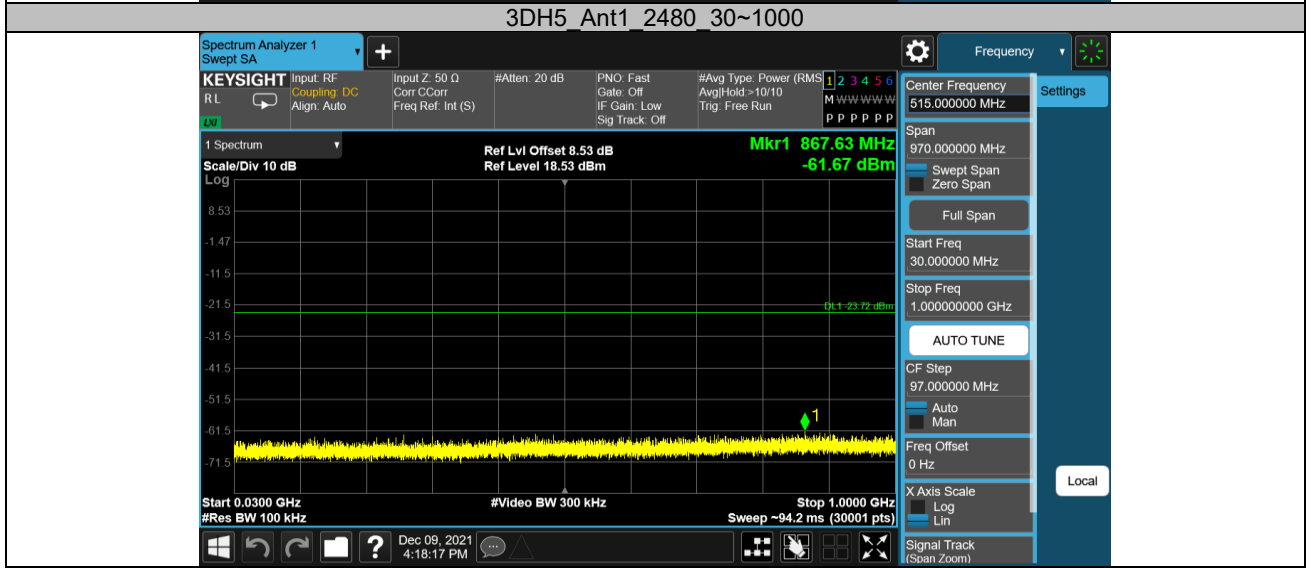 3DH5_Ant1_2480_30~1000
Spectrum Analyzer 1
Swept SA
Frequency
KEYSIGHT
R L
LXI
Input: RF
Coupling: DC
Align: Auto
Input Z: 50 Ω
Corr CCorr
Freq Ref: Int (S)
#Atten: 20 dB
PNO: Fast
Gate: Off
IF Gain: Low
Sig Track: Off
#Avg Type: Power (RMS
Avg|Hold:>10/10
Trig: Free Run
1 2 3 4 5 6
M W W W W W
P P P P P P
1 Spectrum
Scale/Div 10 dB
Log
Ref Lvl Offset 8.53 dB
Ref Level 18.53 dBm
Mkr1 867.63 MHz
-61.67 dBm
8.53
-1.47
-11.5
-21.5
DL1 -23.72 dBm
-31.5
-41.5
-51.5
1
-61.5
-71.5
Start 0.0300 GHz
#Res BW 100 kHz
#Video BW 300 kHz
Stop 1.0000 GHz
Sweep ~94.2 ms (30001 pts)
Dec 09, 2021
4:18:17 PM
Center Frequency
515.000000 MHz
Settings
Span
970.000000 MHz
Swept Span
Zero Span
Full Span
Start Freq
30.000000 MHz
Stop Freq
1.000000000 GHz
AUTO TUNE
CF Step
97.000000 MHz
Auto
Man
Freq Offset
0 Hz
X Axis Scale
Log
Lin
Local
Signal Track
(Span Zoom)